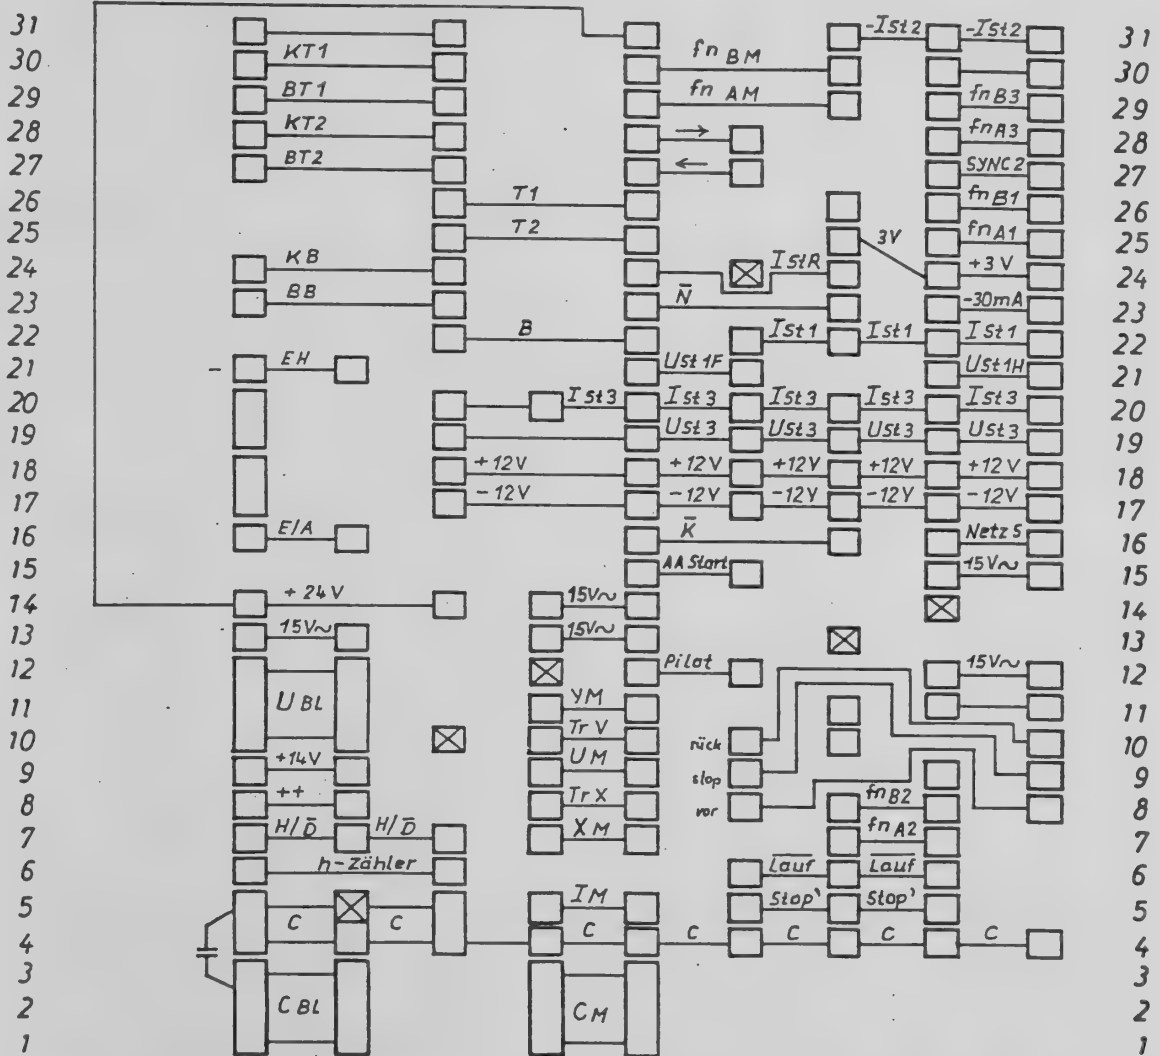 31 -Ist2 -Ist2 31
30 KT1 fnBM 30
29 BT1 fnAM fnB3 29
28 KT2 → fnA3 28
27 BT2 ← SYNC2 27
26 T1 fnB1 26
25 T2 3V fnA1 25
24 KB IStR +3V 24
23 BB N̅ -30mA 23
22 B Ist1 Ist1 Ist1 22
21 - EH Ust1F Ust1H 21
20 Ist3 Ist3 Ist3 Ist3 Ist3 20
19 Ust3 Ust3 Ust3 Ust3 19
18 +12V +12V +12V +12V +12V 18
17 -12V -12V -12V -12V -12V 17
16 E/A K̅ Netz S 16
15 AA Start 15V~ 15
14 +24V 15V~ 14
13 15V~ 15V~ 13
12 Pilot 15V~ 12
11 UBL YM 11
10 TrV rück 10
9 +14V UM stop 9
8 ++ TrX vor fnB2 8
7 H/D̅ H/D̅ XM fnA2 7
6 h-Zähler L̅a̅u̅f̅ L̅a̅u̅f̅ 6
5 IM Stop' Stop' 5
4 C C C C C C C 4
3 3
2 CBL CM 2
1 1